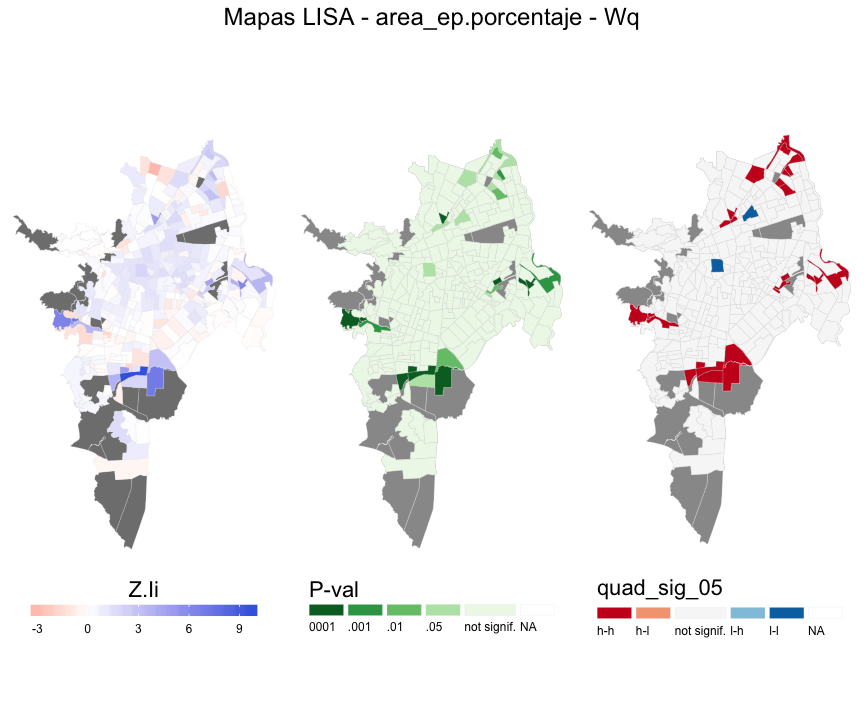 Mapas LISA - area_ep.porcentaje - Wq
Z.li
-3 0 3 6 9
P-val
0001 .001 .01 .05 not signif. NA
quad_sig_05
h-h h-l not signif. l-h l-l NA